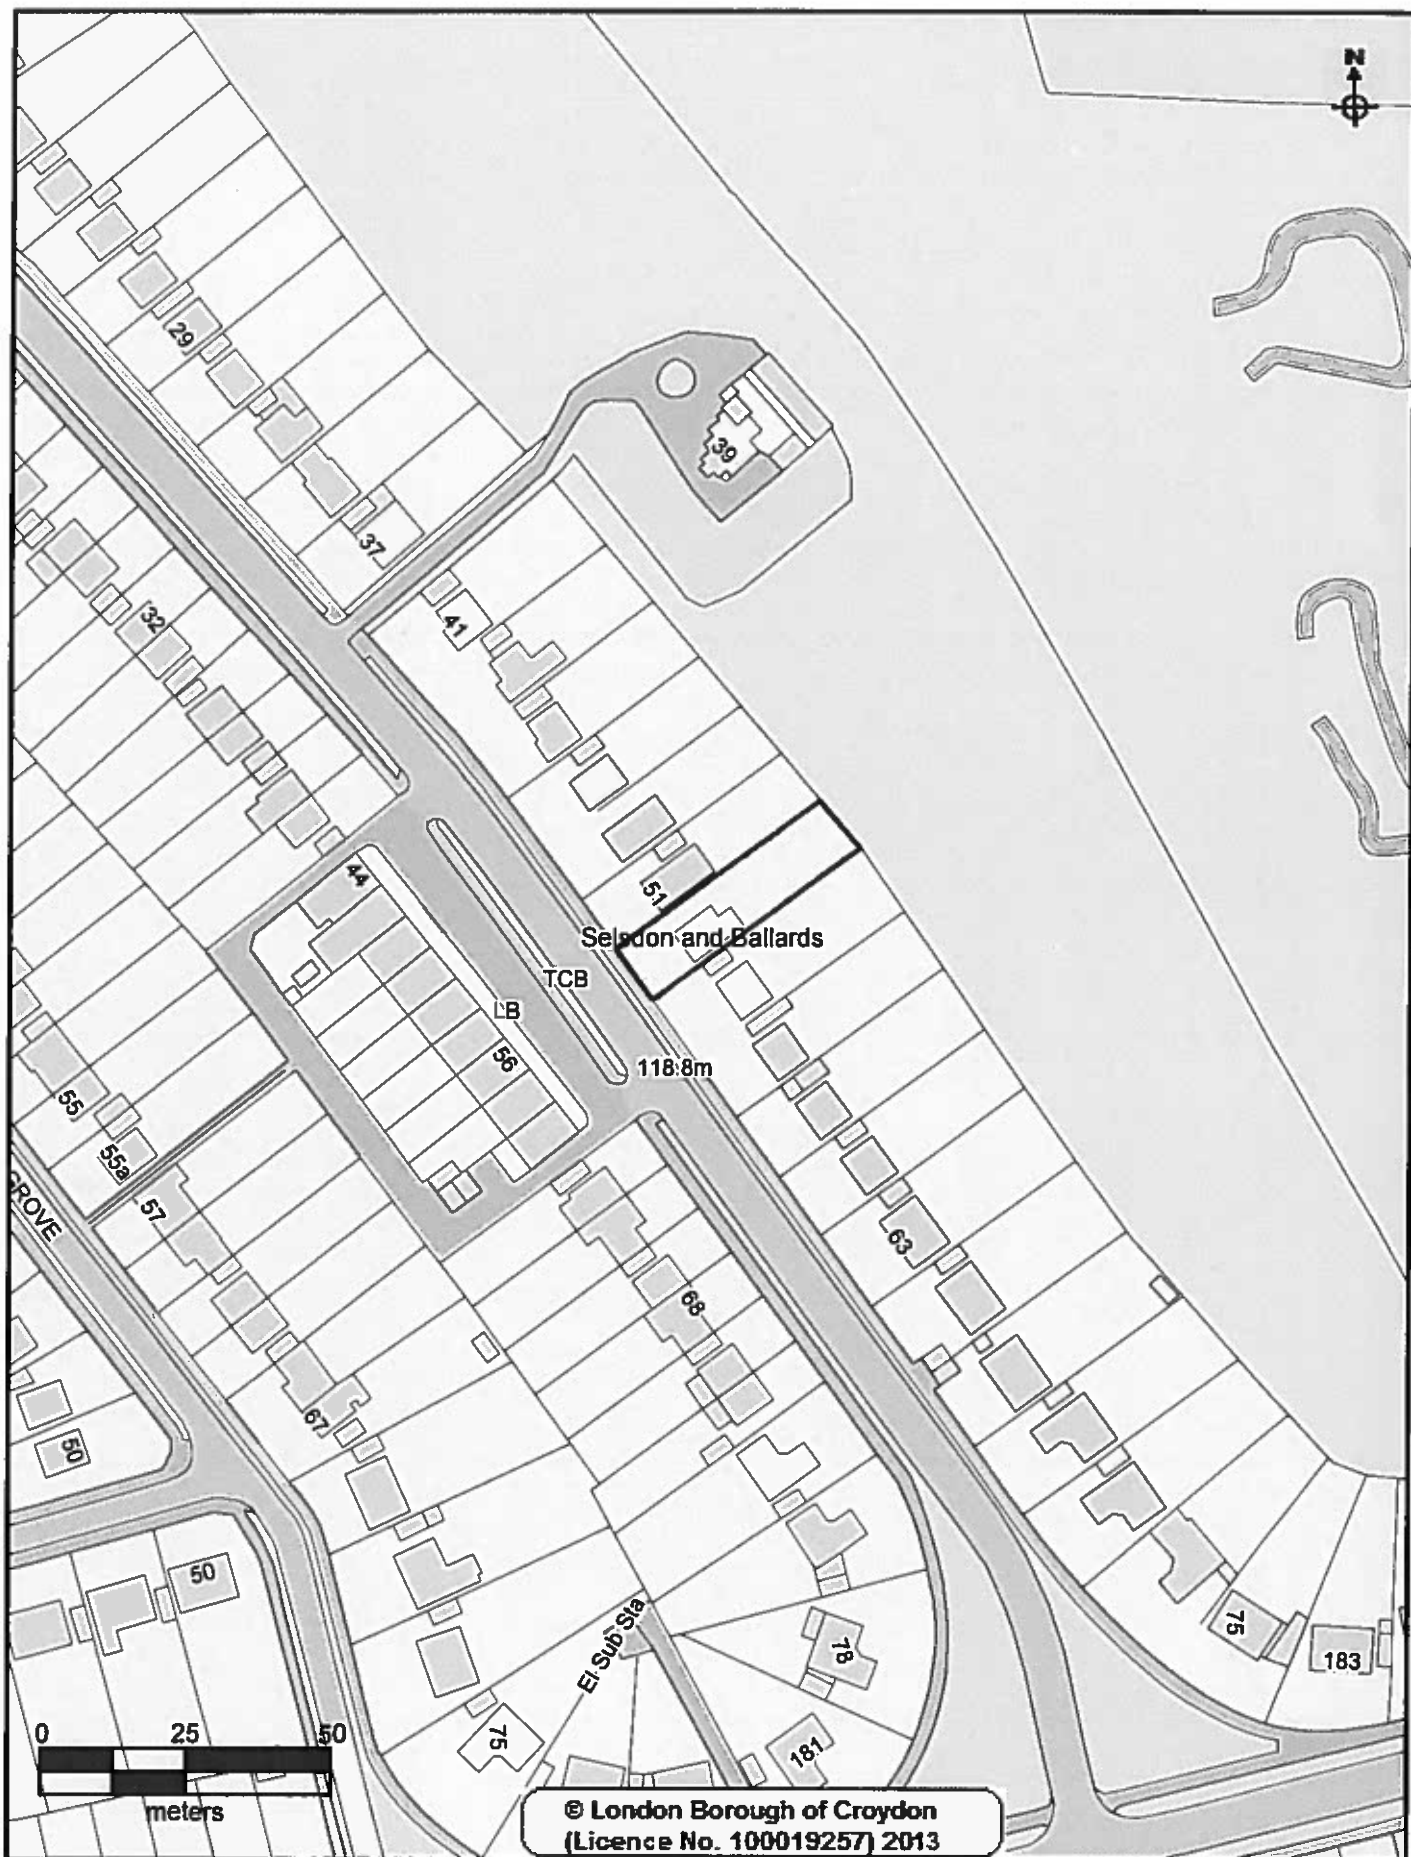 N
29
39
37
41
32
51
44
Selsdon and Ballards
TCB
LB
56
118.8m
55
55a
57
GROVE
63
68
67
50
50
El Sub Sta
78
75
183
75
181
0 25 50
meters
© London Borough of Croydon
(Licence No. 100019257) 2013